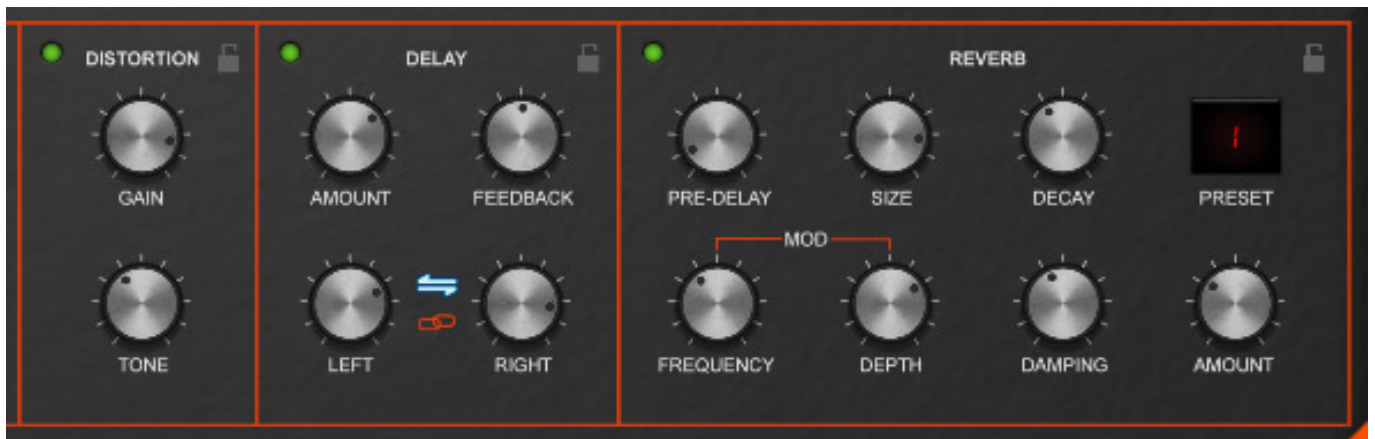 DISTORTION
GAIN
TONE
DELAY
AMOUNT
FEEDBACK
LEFT
RIGHT
REVERB
PRE-DELAY
SIZE
DECAY
1
PRESET
MOD
FREQUENCY
DEPTH
DAMPING
AMOUNT